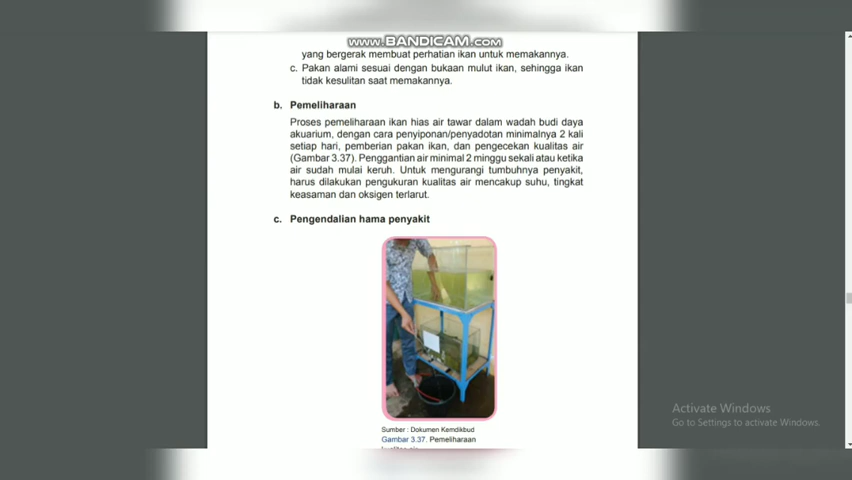 www.BANDICAM.com
yang bergerak membuat perhatian ikan untuk memakannya.
c. Pakan alami sesuai dengan bukaan mulut ikan, sehingga ikan
tidak kesulitan saat memakannya.
b. Pemeliharaan
Proses pemeliharaan ikan hias air tawar dalam wadah budi daya
akuarium, dengan cara penyiponan/penyadotan minimalnya 2 kali
setiap hari, pemberian pakan ikan, dan pengecekan kualitas air
(Gambar 3.37). Penggantian air minimal 2 minggu sekali atau ketika
air sudah mulai keruh. Untuk mengurangi tumbuhnya penyakit,
harus dilakukan pengukuran kualitas air mencakup suhu, tingkat
keasaman dan oksigen terlarut.
c. Pengendalian hama penyakit
Sumber : Dokumen Kemdikbud
Gambar 3.37. Pemeliharaan
Activate Windows
Go to Settings to activate Windows.